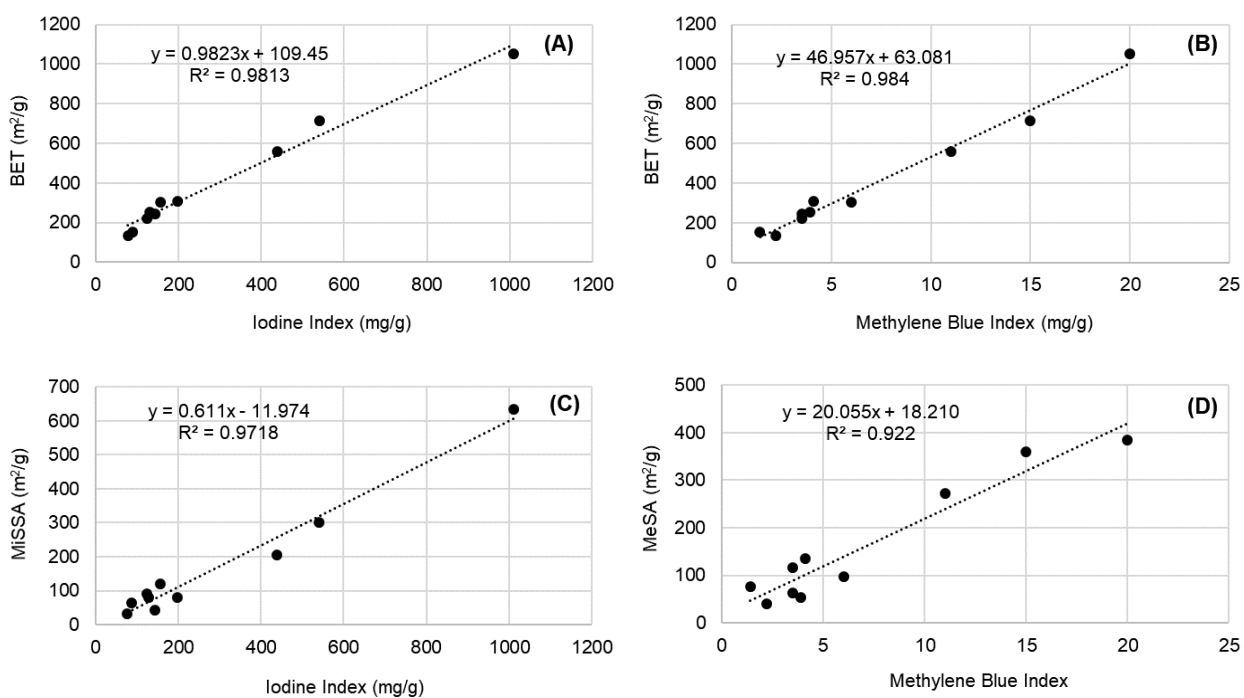 (A)
y = 0.9823x + 109.45
R² = 0.9813
BET (m²/g)
1200
1000
800
600
400
200
0
0 200 400 600 800 1000 1200
Iodine Index (mg/g)
(B)
y = 46.957x + 63.081
R² = 0.984
BET (m²/g)
1200
1000
800
600
400
200
0
0 5 10 15 20 25
Methylene Blue Index (mg/g)
(C)
y = 0.611x - 11.974
R² = 0.9718
MiSSA (m²/g)
700
600
500
400
300
200
100
0
0 200 400 600 800 1000 1200
Iodine Index (mg/g)
(D)
y = 20.055x + 18.210
R² = 0.922
MeSA (m²/g)
500
400
300
200
100
0
0 5 10 15 20 25
Methylene Blue Index